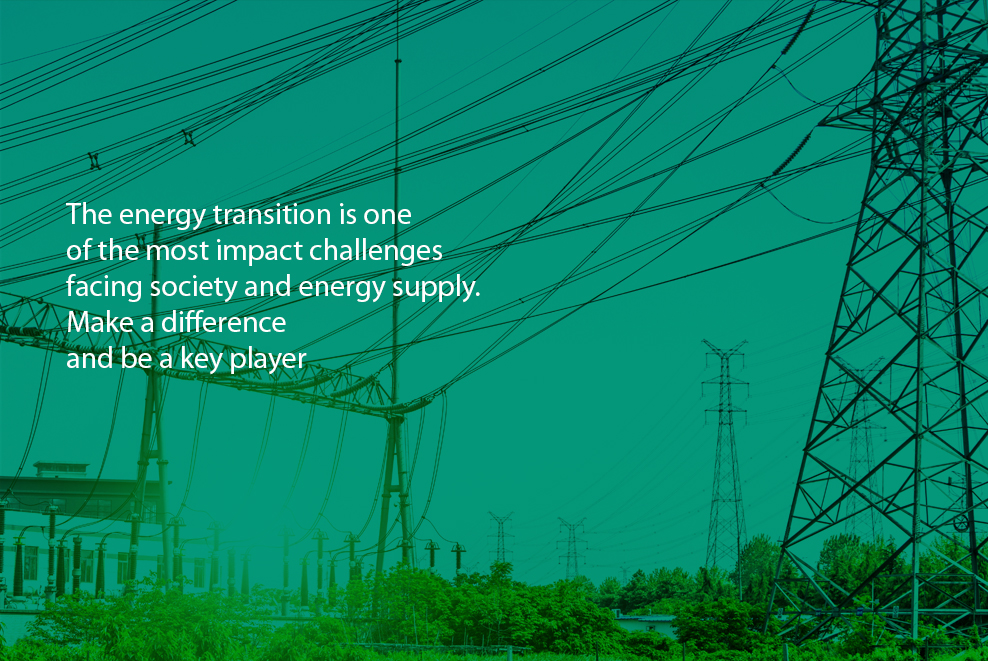 The energy transition is one
of the most impact challenges
facing society and energy supply.
Make a difference
and be a key player